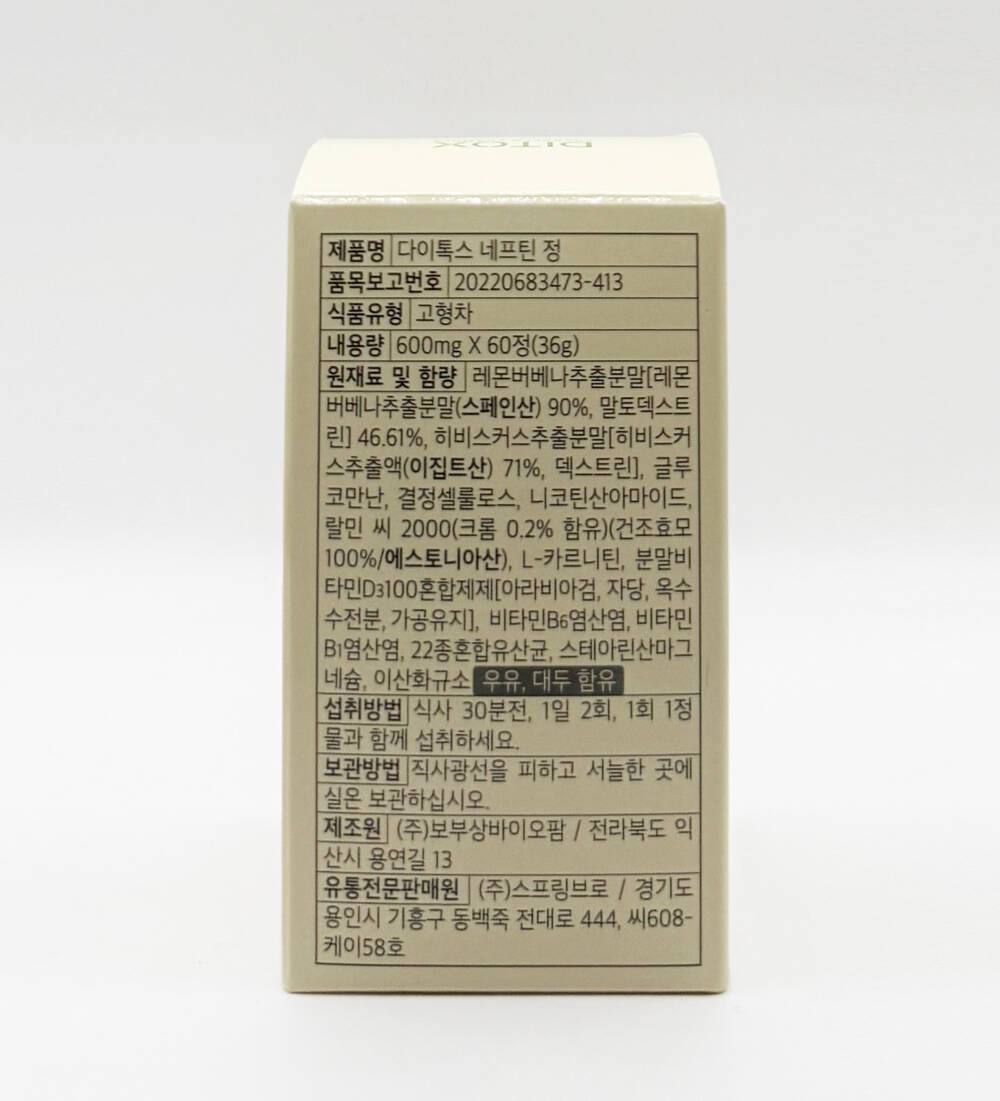 DITOX
제품명 다이톡스 네프틴 정
품목보고번호 20220683473-413
식품유형 고형차
내용량 600mg X 60정(36g)
원재료 및 함량 레몬버베나추출분말[레몬
버베나추출분말(스페인산) 90%, 말토덱스트
린] 46.61%, 히비스커스추출분말[히비스커
스추출액(이집트산) 71%, 덱스트린], 글루
코만난, 결정셀룰로스, 니코틴산아마이드,
랄민 씨 2000(크롬 0.2% 함유)(건조효모
100%/에스토니아산), L-카르니틴, 분말비
타민D3100혼합제제[아라비아검, 자당, 옥수
수전분, 가공유지], 비타민B6염산염, 비타민
B1염산염, 22종혼합유산균, 스테아린산마그
네슘, 이산화규소 우유, 대두 함유
섭취방법 식사 30분전, 1일 2회, 1회 1정
물과 함께 섭취하세요.
보관방법 직사광선을 피하고 서늘한 곳에
실온 보관하십시오.
제조원 (주)보부상바이오팜 / 전라북도 익
산시 용연길 13
유통전문판매원 (주)스프링브로 / 경기도
용인시 기흥구 동백죽 전대로 444, 씨608-
케이58호